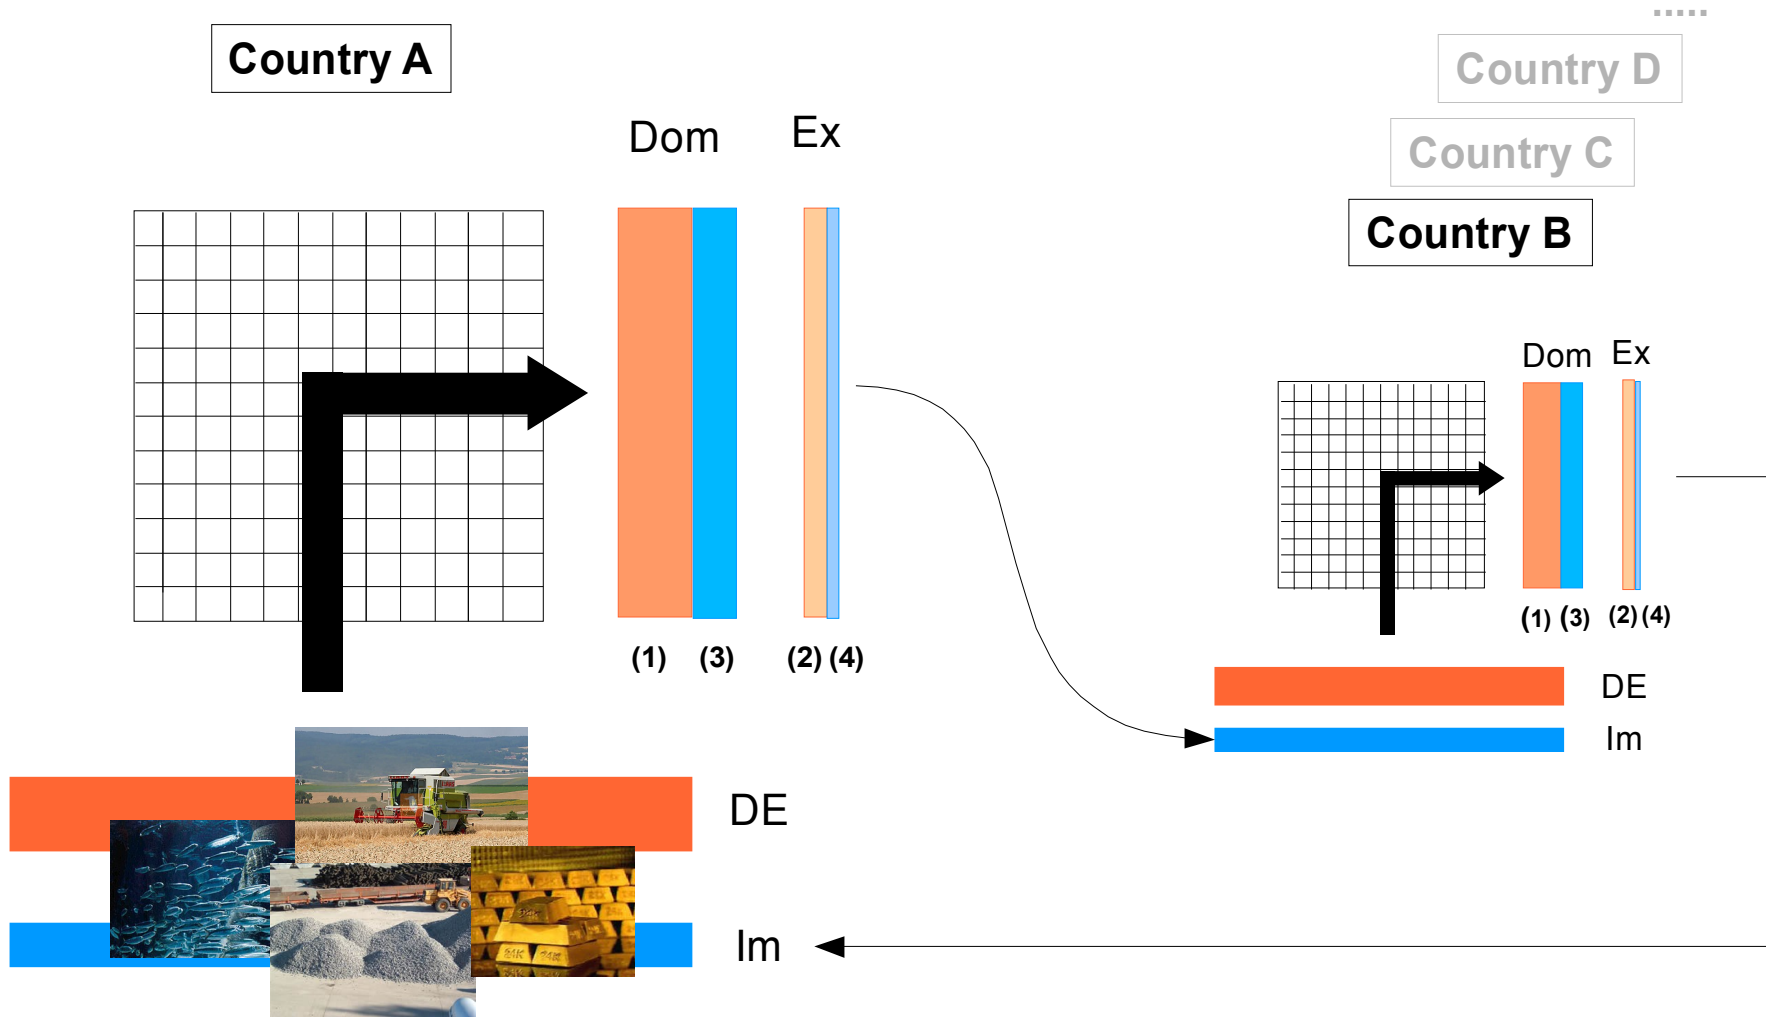 .....
Country D
Country C
Country B
Country A
Dom Ex
(1) (3) (2) (4)
DE
Im
Dom Ex
(1) (3) (2) (4)
DE
Im